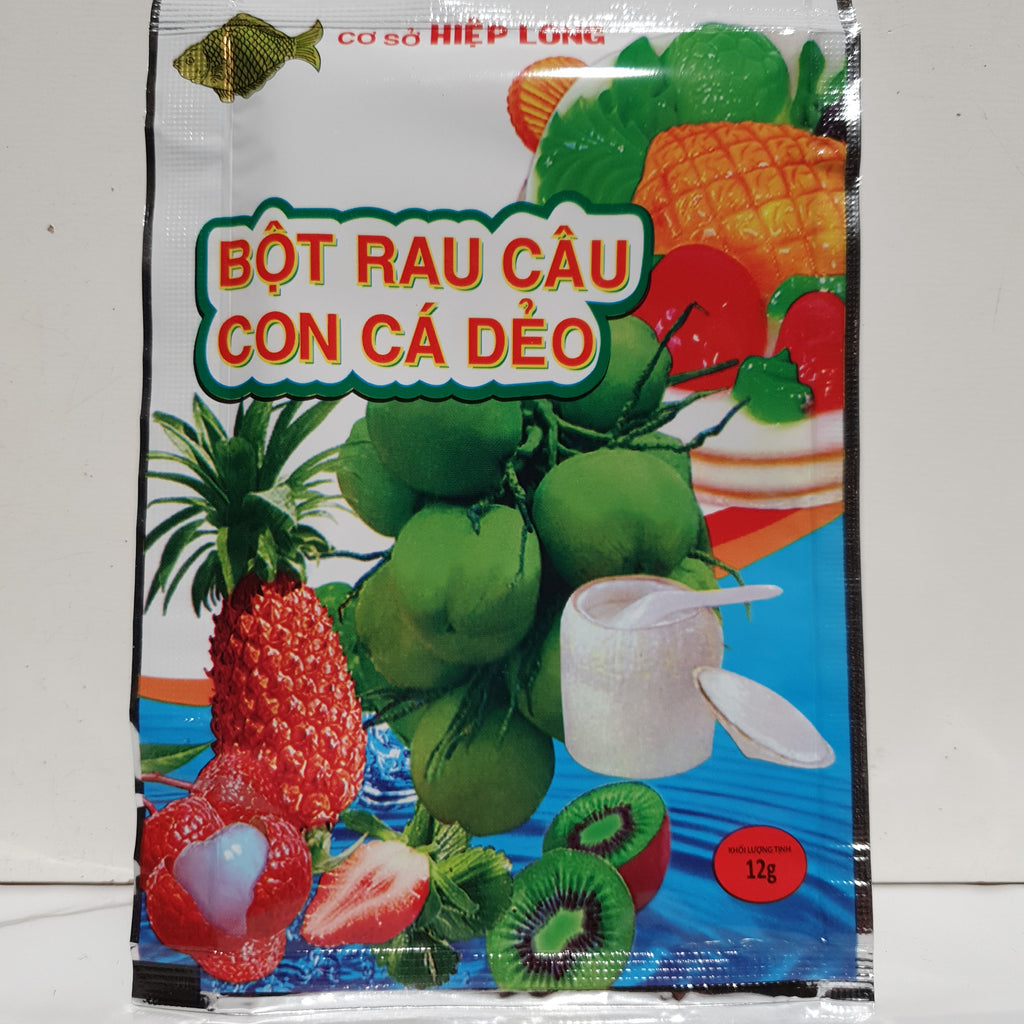 CƠ SỞ HIỆP LONG
BỘT RAU CÂU
CON CÁ DẺO
KHỐI LƯỢNG TỊNH
12g